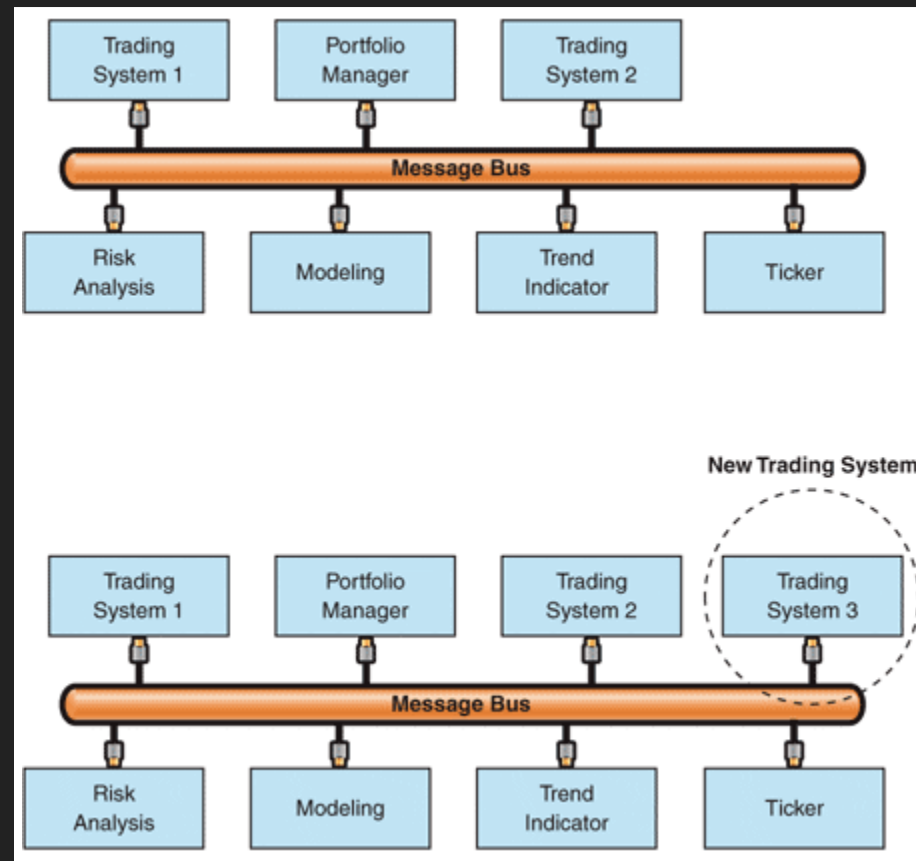 Trading
System 1
Portfolio
Manager
Trading
System 2
Message Bus
Risk
Analysis
Modeling
Trend
Indicator
Ticker
New Trading System
Trading
System 1
Portfolio
Manager
Trading
System 2
Trading
System 3
Message Bus
Risk
Analysis
Modeling
Trend
Indicator
Ticker